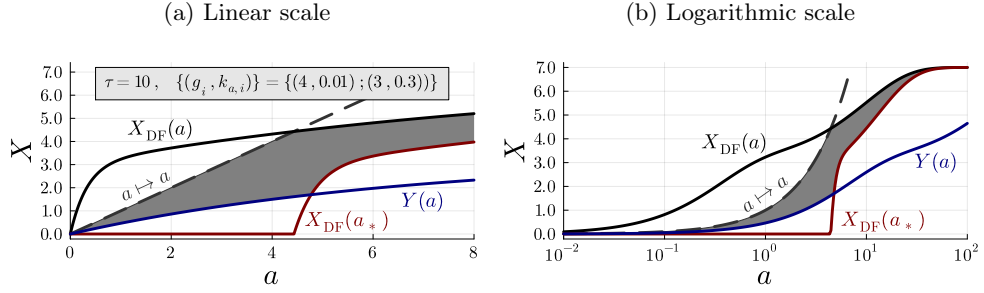 (a) Linear scale
7.0
6.0
5.0
4.0
3.0
2.0
1.0
0.0
X
τ = 10 , {(g_i , k_{a,i})} = {(4 , 0.01) ; (3 , 0.3)}
X_DF(a)
a ↦ a
Y(a)
X_DF(a_*)
0 2 4 6 8
a
(b) Logarithmic scale
7.0
6.0
5.0
4.0
3.0
2.0
1.0
0.0
X
X_DF(a)
a ↦ a
Y(a)
X_DF(a_*)
10^−2 10^−1 10^0 10^1 10^2
a